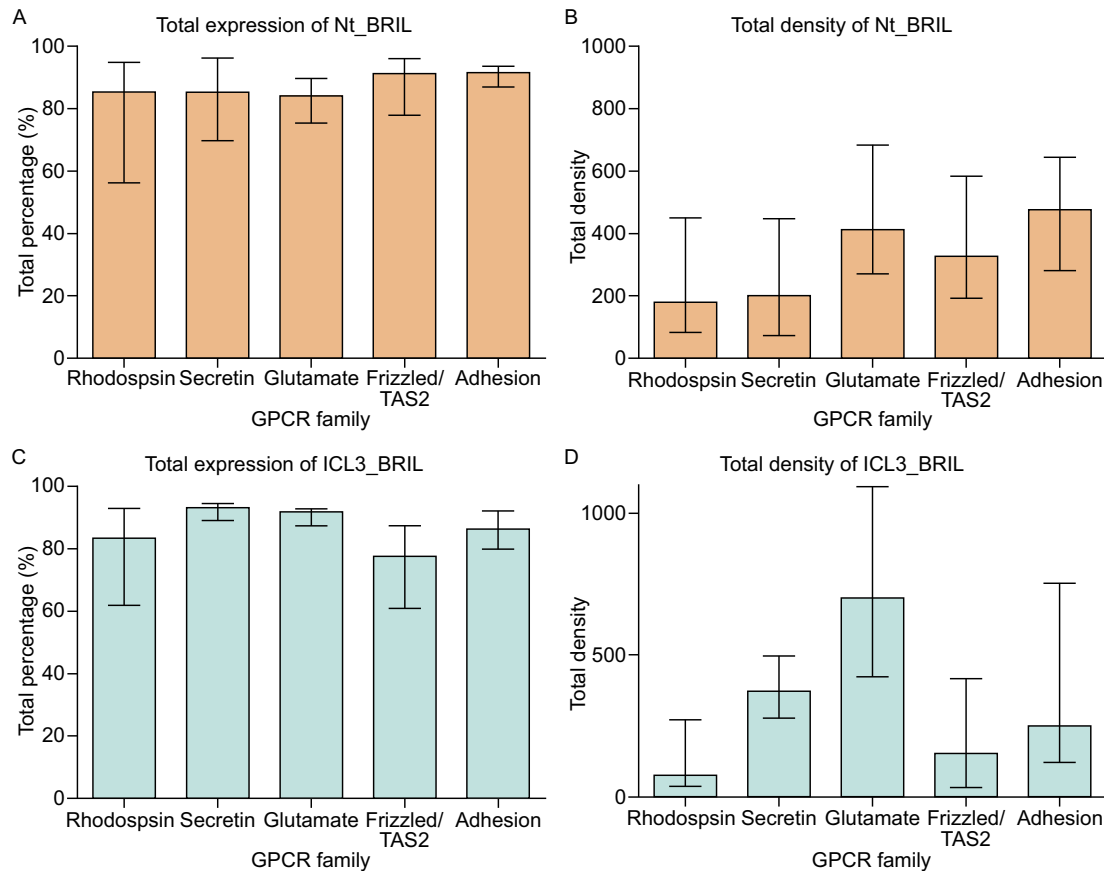 A
Total expression of Nt_BRIL
Total percentage (%)
100
80
60
40
20
0
Rhodospsin Secretin Glutamate Frizzled/ Adhesion
TAS2
GPCR family
B
Total density of Nt_BRIL
Total density
1000
800
600
400
200
0
Rhodospsin Secretin Glutamate Frizzled/ Adhesion
TAS2
GPCR family
C
Total expression of ICL3_BRIL
Total percentage (%)
100
80
60
40
20
0
Rhodospsin Secretin Glutamate Frizzled/ Adhesion
TAS2
GPCR family
D
Total density of ICL3_BRIL
Total density
1000
500
0
Rhodospsin Secretin Glutamate Frizzled/ Adhesion
TAS2
GPCR family